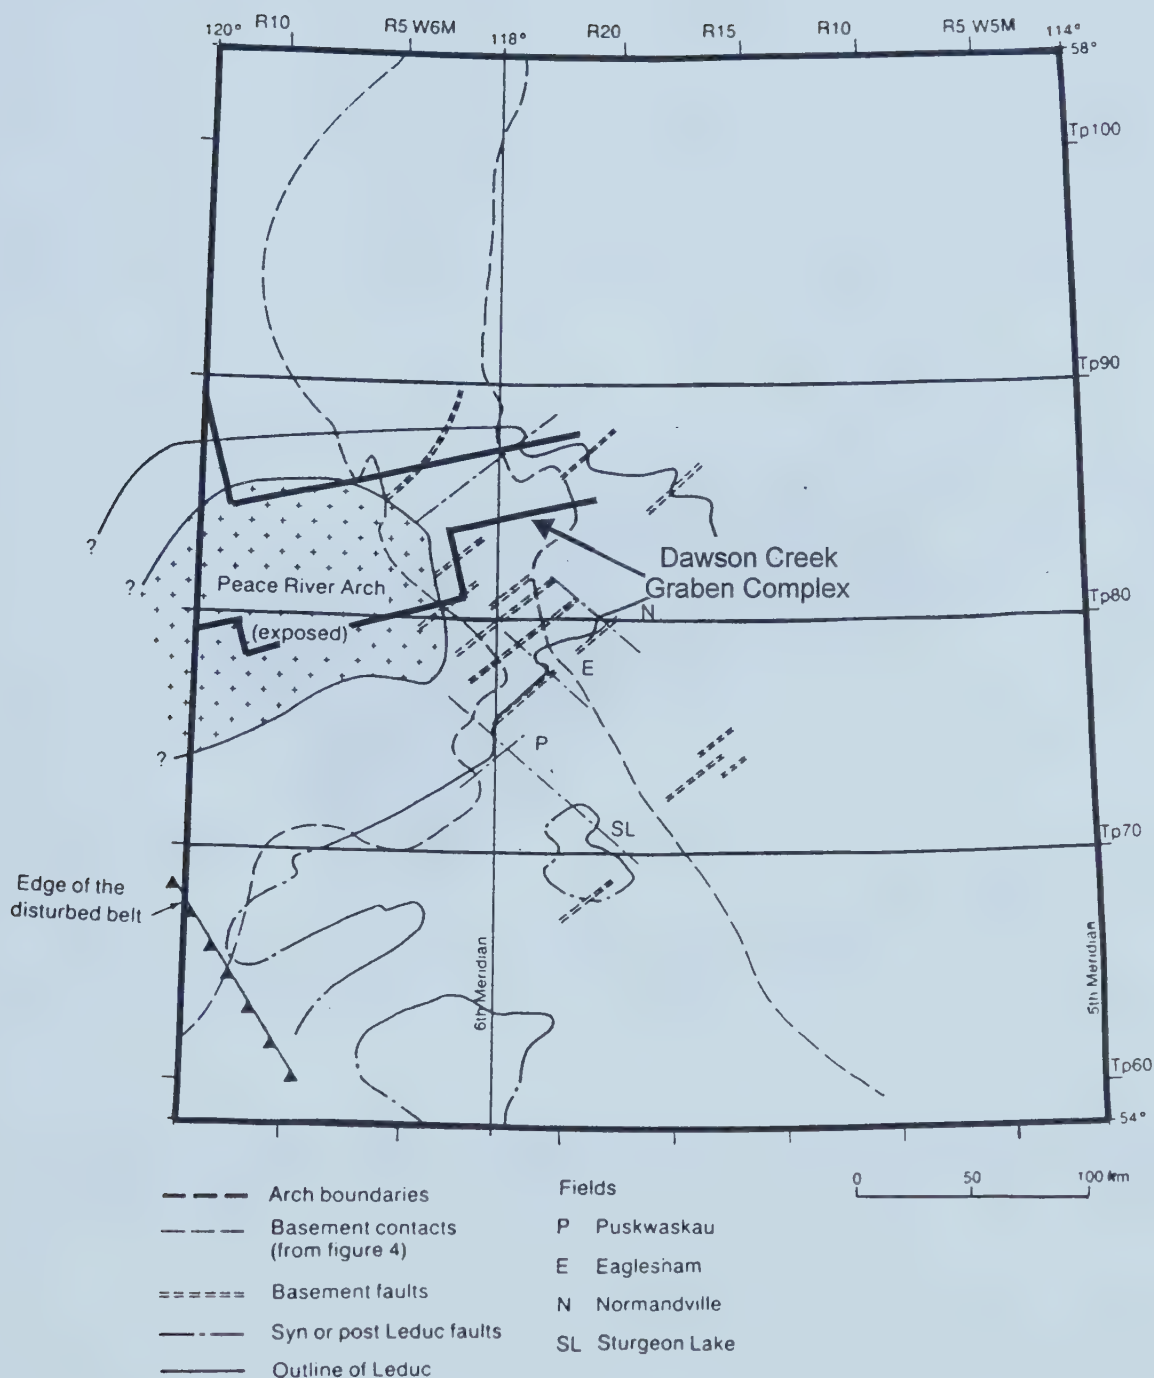 120° R10 R5 W6M 118° R20 R15 R10 R5 W5M 114°
58°
Tp100
Tp90
?
?
Peace River Arch
(exposed)
Dawson Creek
Graben Complex
Tp80
N
E
?
P
SL
Tp70
Edge of the
disturbed belt
6th Meridian
5th Meridian
Tp60
54°
Arch boundaries
Basement contacts
(from figure 4)
Basement faults
Syn or post Leduc faults
Outline of Leduc
Fields
P Puskwaskau
E Eaglesham
N Normandville
SL Sturgeon Lake
0 50 100 km